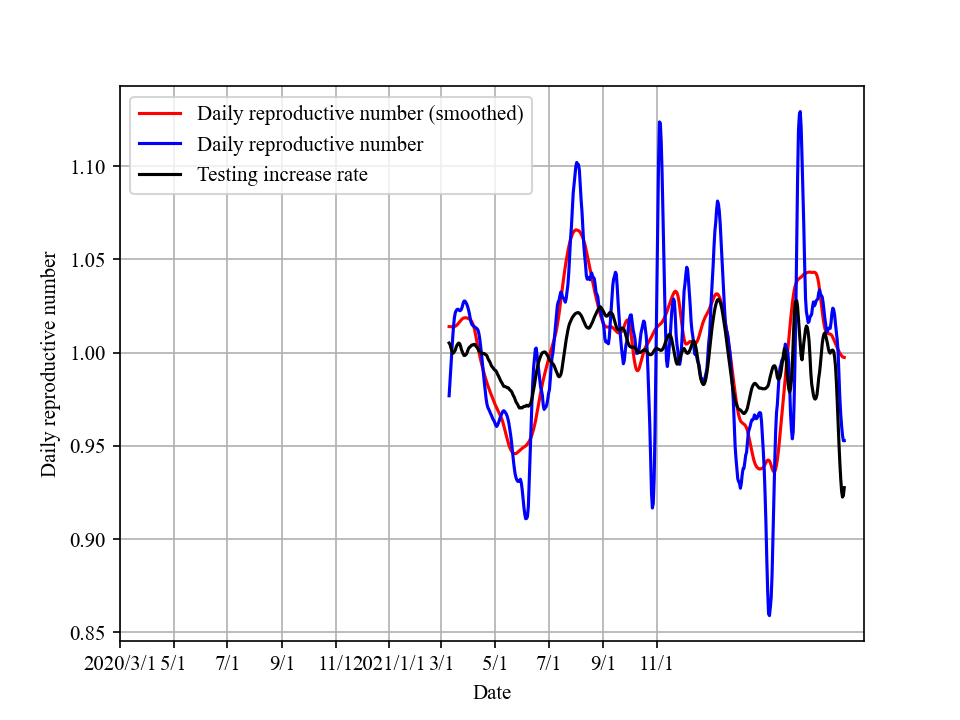 Daily reproductive number (smoothed)
Daily reproductive number
Testing increase rate
Daily reproductive number
1.10
1.05
1.00
0.95
0.90
0.85
2020/3/1 5/1 7/1 9/1 11/1 2021/1/1 3/1 5/1 7/1 9/1 11/1
Date